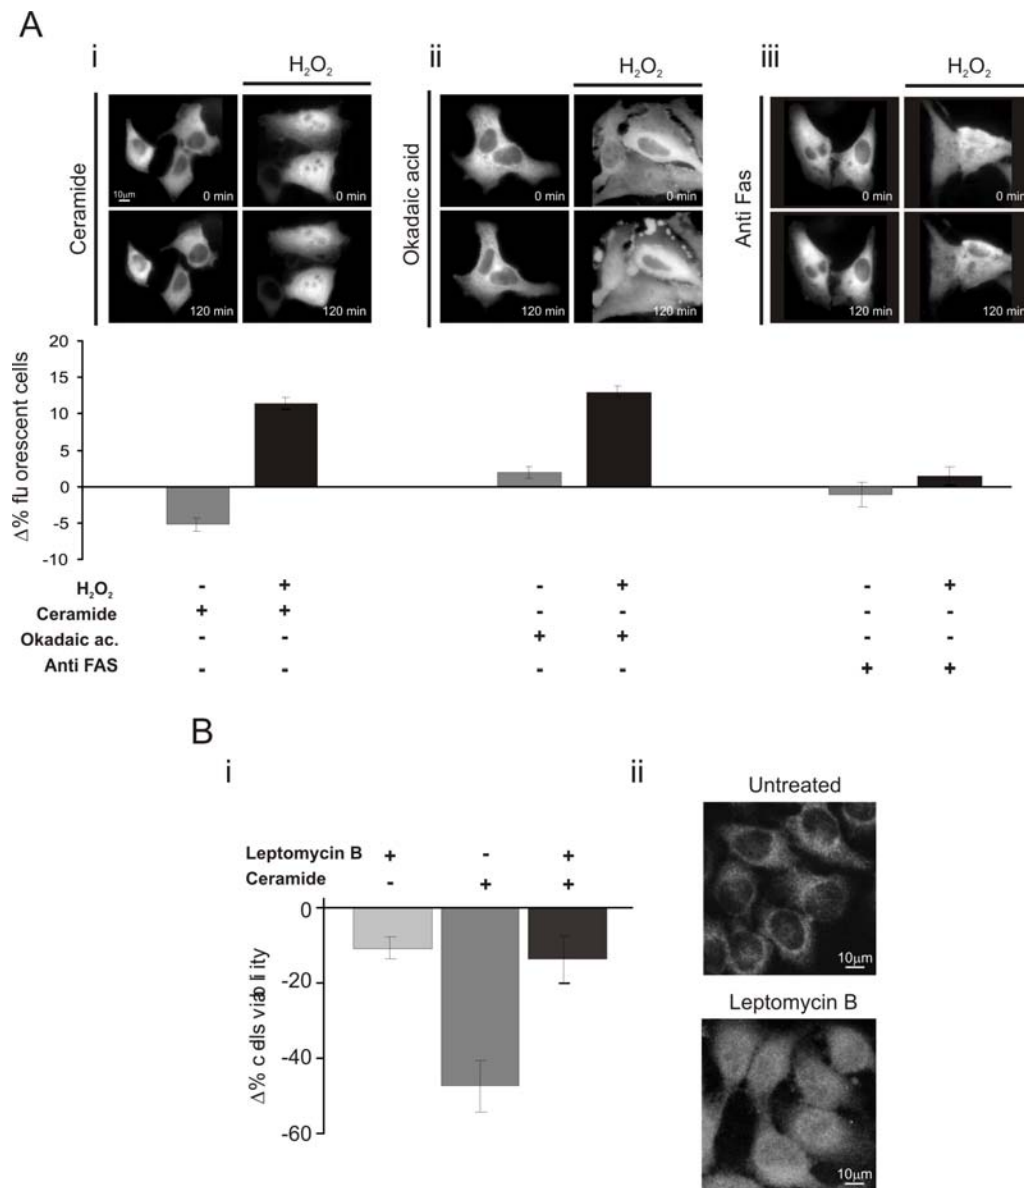 A
i
H₂O₂
ii
H₂O₂
iii
H₂O₂
Ceramide
10µm
0 min
0 min
120 min
120 min
Okadaic acid
0 min
0 min
120 min
120 min
Anti Fas
0 min
0 min
120 min
120 min
Δ% fu orescent cells
20
15
10
5
0
-5
-10
H₂O₂ - + - + - +
Ceramide + + - - - -
Okadaic ac. - - + + - -
Anti FAS - - - - + +
B
i
Leptomycin B + - +
Ceramide - + +
0
-20
-40
-60
ii
Untreated
10µm
Leptomycin B
10µm